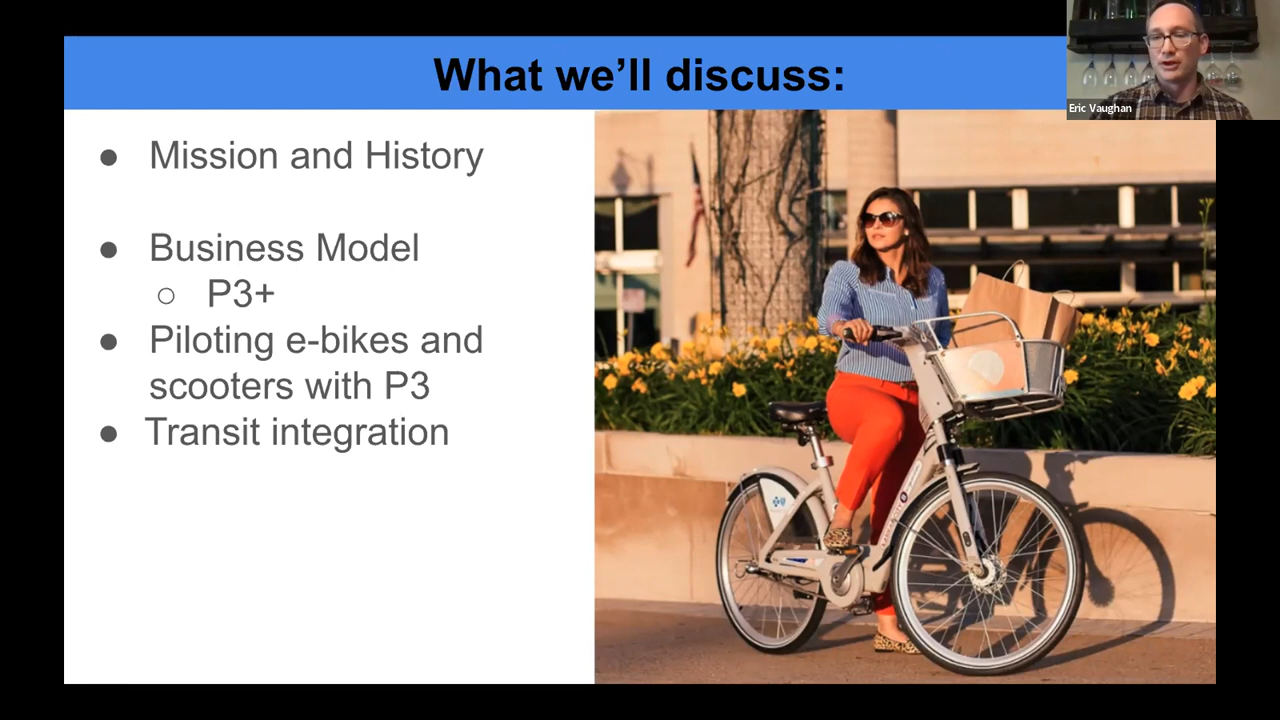 What we'll discuss:
Eric Vaughan
● Mission and History
● Business Model
○ P3+
● Piloting e-bikes and
scooters with P3
● Transit integration